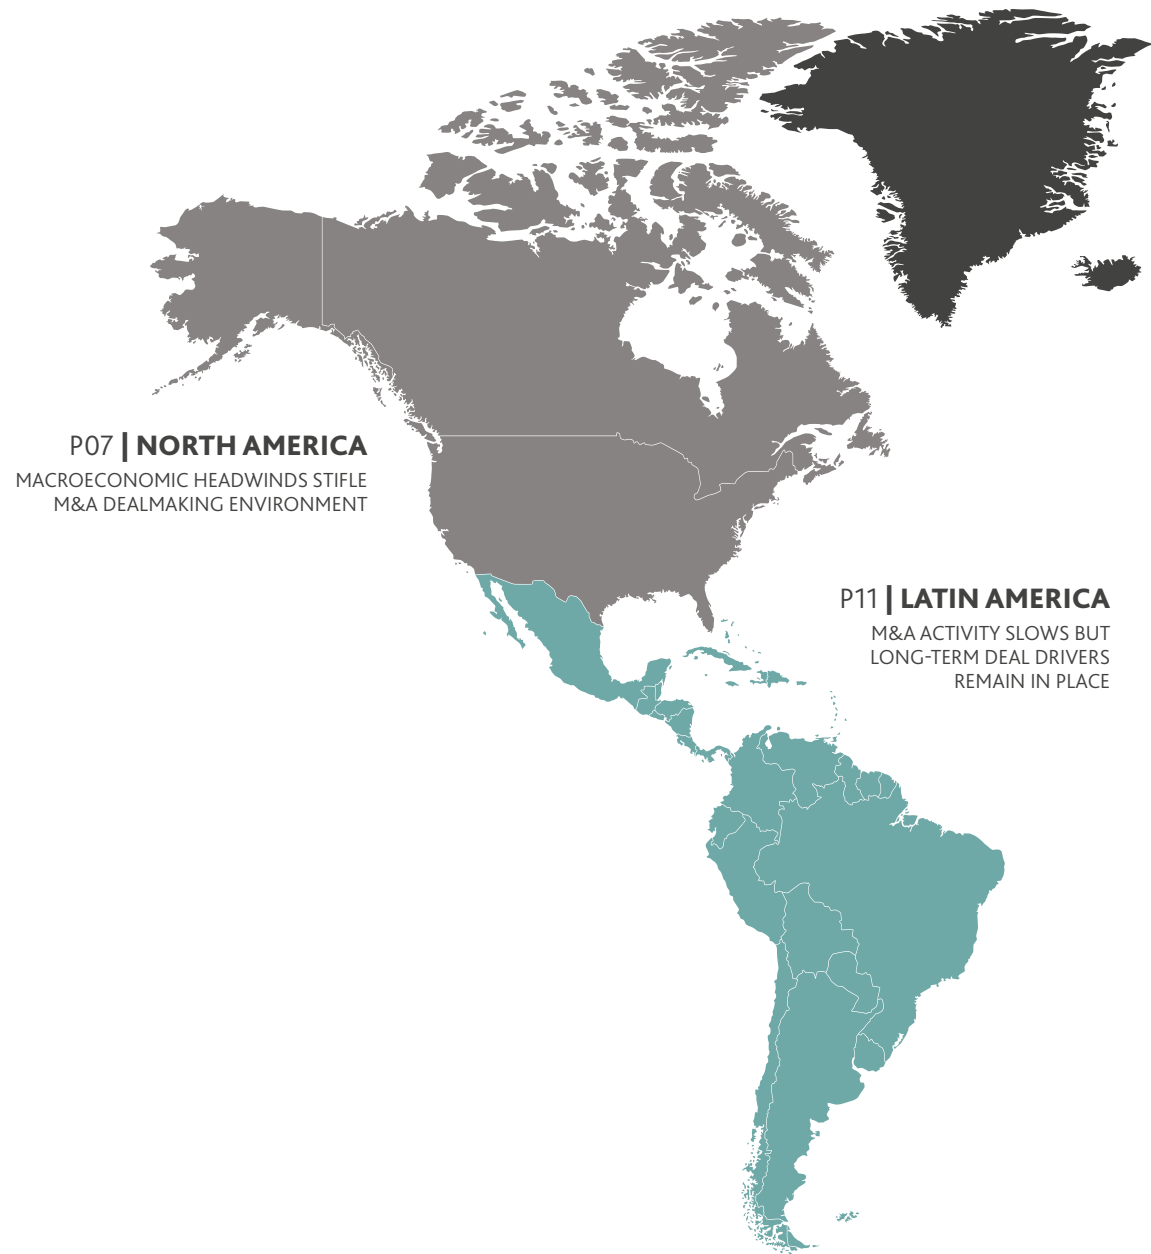 P07 | NORTH AMERICA
MACROECONOMIC HEADWINDS STIFLE
M&A DEALMAKING ENVIRONMENT
P11 | LATIN AMERICA
M&A ACTIVITY SLOWS BUT
LONG-TERM DEAL DRIVERS
REMAIN IN PLACE